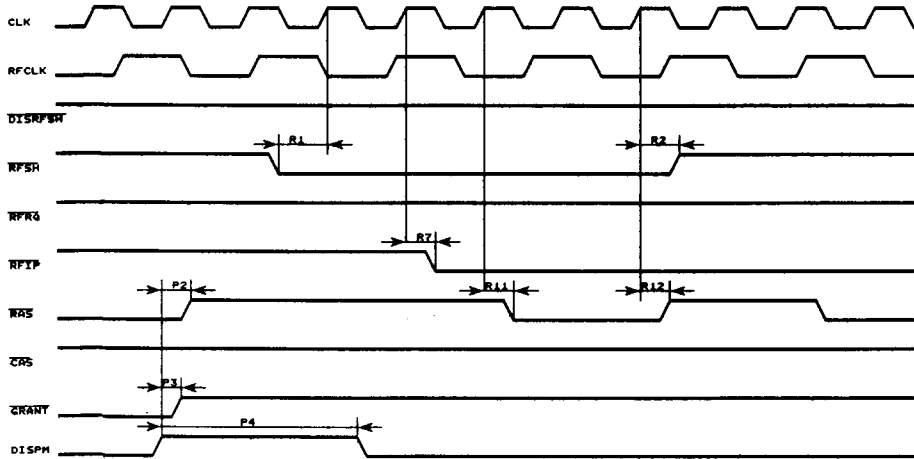 CLK
RFCLK
DISRFSH
R1
R2
RFSH
RFRQ
R7
RFIP
P2
R11
R12
RAS
CAS
P3
GRANT
P4
DISPM